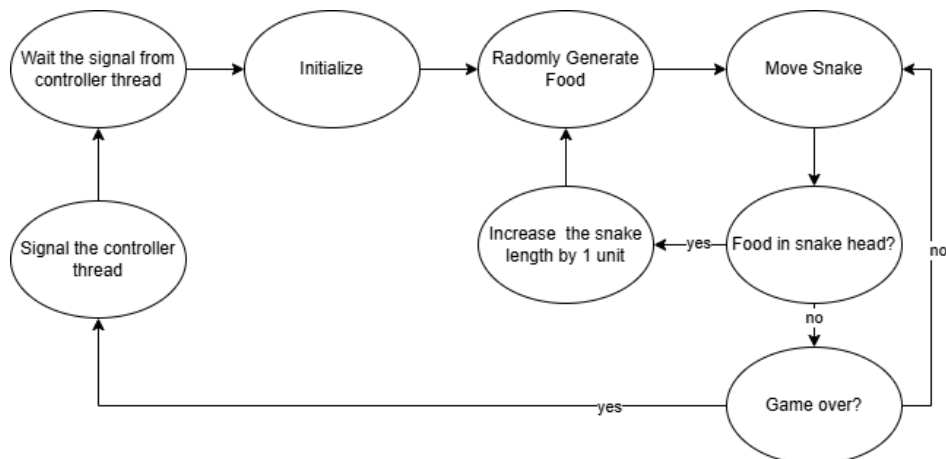 Wait the signal from
controller thread
Initialize
Radomly Generate
Food
Move Snake
Signal the controller
thread
Increase  the snake
length by 1 unit
yes
Food in snake head?
no
no
yes
Game over?